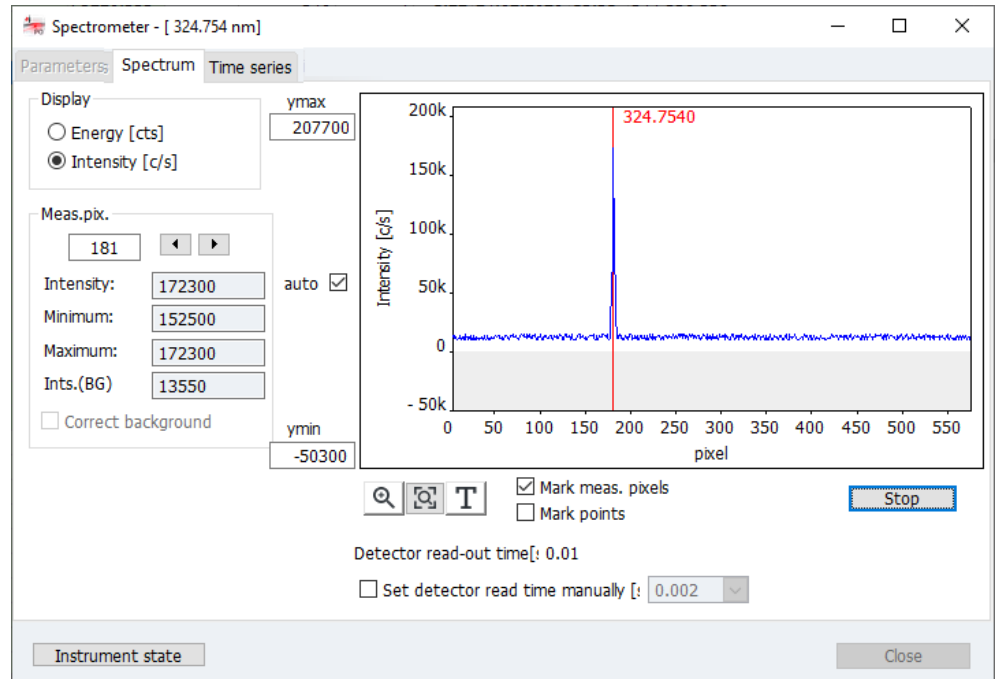 Spectrometer - [ 324.754 nm]
Parameters
Spectrum
Time series
Display
Energy [cts]
Intensity [c/s]
ymax
207700
Meas.pix.
181
Intensity:
172300
Minimum:
152500
Maximum:
172300
Ints.(BG)
13550
Correct background
auto
ymin
-50300
324.7540
200k
150k
100k
50k
0
- 50k
Intensity [c/s]
0 50 100 150 200 250 300 350 400 450 500 550
pixel
T
Mark meas. pixels
Mark points
Stop
Detector read-out time[s 0.01
Set detector read time manually [s
0.002
Instrument state
Close